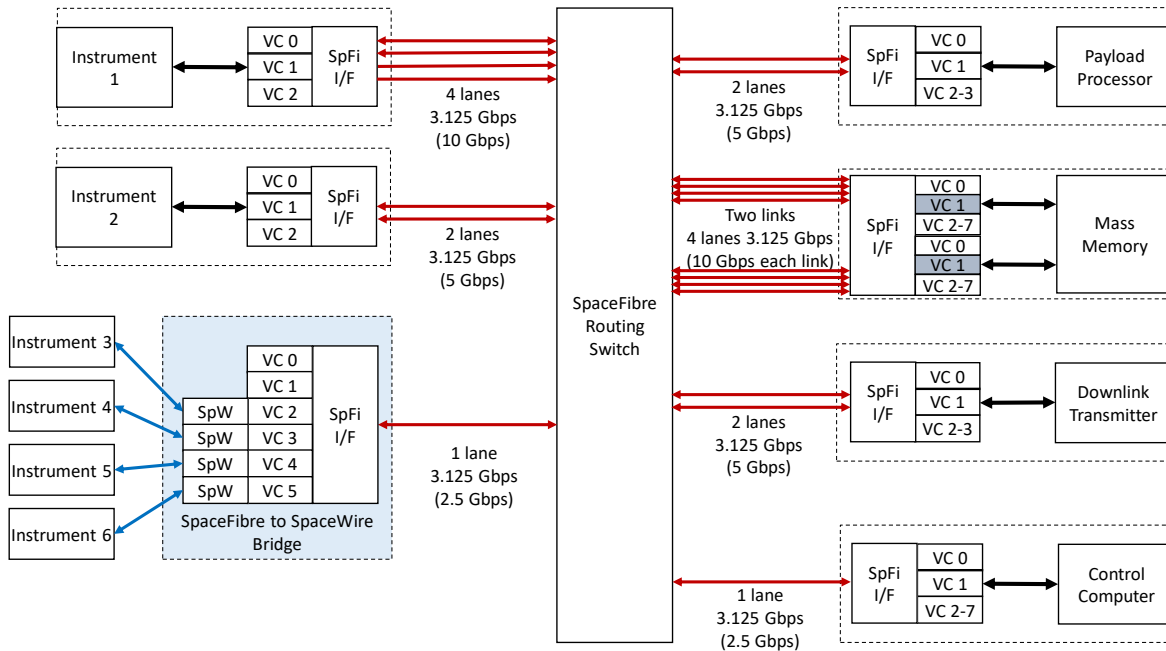 Instrument
1
VC 0
VC 1
VC 2
SpFi
I/F
4 lanes
3.125 Gbps
(10 Gbps)
Instrument
2
VC 0
VC 1
VC 2
SpFi
I/F
2 lanes
3.125 Gbps
(5 Gbps)
Instrument 3
Instrument 4
Instrument 5
Instrument 6
VC 0
VC 1
SpW VC 2
SpW VC 3
SpW VC 4
SpW VC 5
SpFi
I/F
SpaceFibre to SpaceWire
Bridge
1 lane
3.125 Gbps
(2.5 Gbps)
SpaceFibre
Routing
Switch
2 lanes
3.125 Gbps
(5 Gbps)
SpFi
I/F
VC 0
VC 1
VC 2-3
Payload
Processor
Two links
4 lanes 3.125 Gbps
(10 Gbps each link)
SpFi
I/F
VC 0
VC 1
VC 2-7
VC 0
VC 1
VC 2-7
Mass
Memory
2 lanes
3.125 Gbps
(5 Gbps)
SpFi
I/F
VC 0
VC 1
VC 2-3
Downlink
Transmitter
1 lane
3.125 Gbps
(2.5 Gbps)
SpFi
I/F
VC 0
VC 1
VC 2-7
Control
Computer